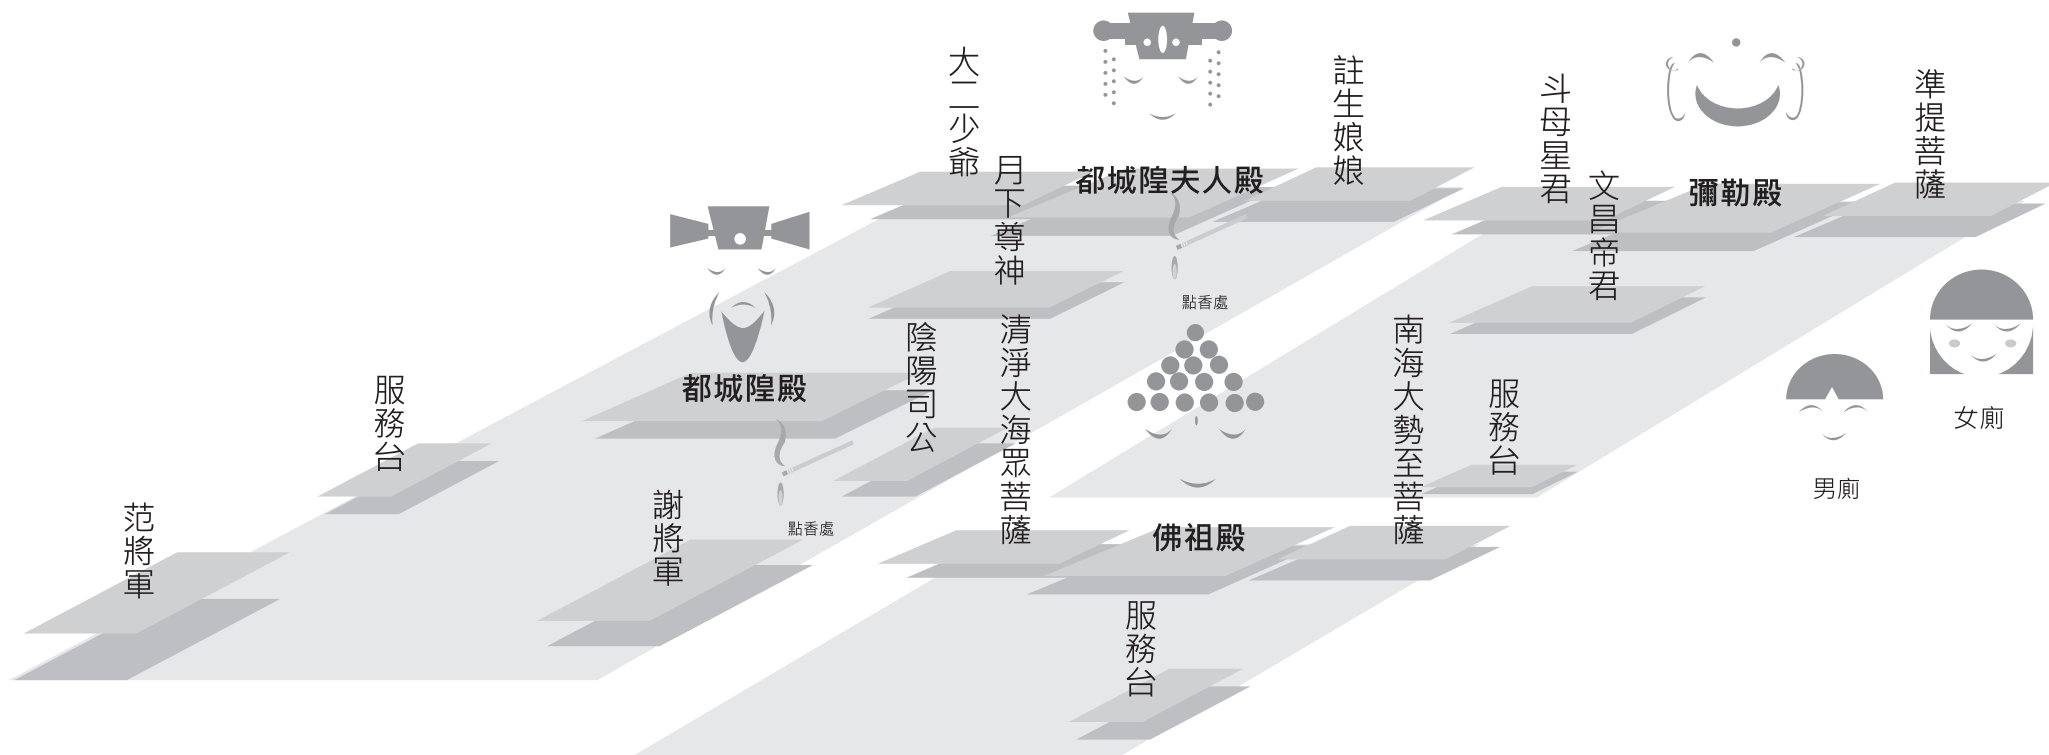 大二少爺
月下尊神
都城隍夫人殿
註生娘娘
點香處
斗母星君
文昌帝君
彌勒殿
準提菩薩
服務台
女廁
男廁
都城隍殿
陰陽司公
點香處
服務台
范將軍
謝將軍
清淨大海眾菩薩
佛祖殿
南海大勢至菩薩
服務台